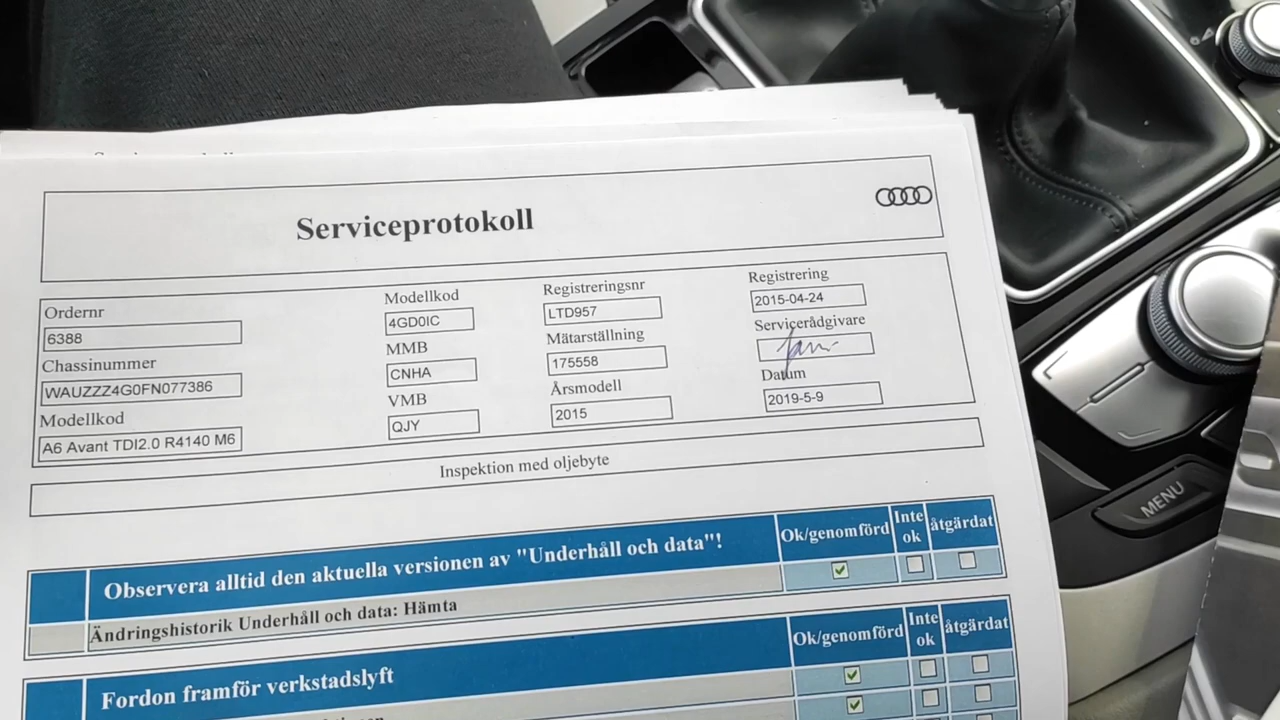 Serviceprotokoll
Ordernr
6388
Chassinummer
WAUZZZ4G0FN077386
Modellkod
A6 Avant TDI2.0 R4140 M6
Modellkod
4GD0IC
MMB
CNHA
VMB
QJY
Registreringsnr
LTD957
Mätarställning
175558
Årsmodell
2015
Registrering
2015-04-24
Servicerådgivare
Datum
2019-5-9
Inspektion med oljebyte
Observera alltid den aktuella versionen av "Underhåll och data"!
Ok/genomförd
Inte ok
åtgärdat
Ändringshistorik Underhåll och data: Hämta
Fordon framför verkstadslyft
Ok/genomförd
Inte ok
åtgärdat
MENU